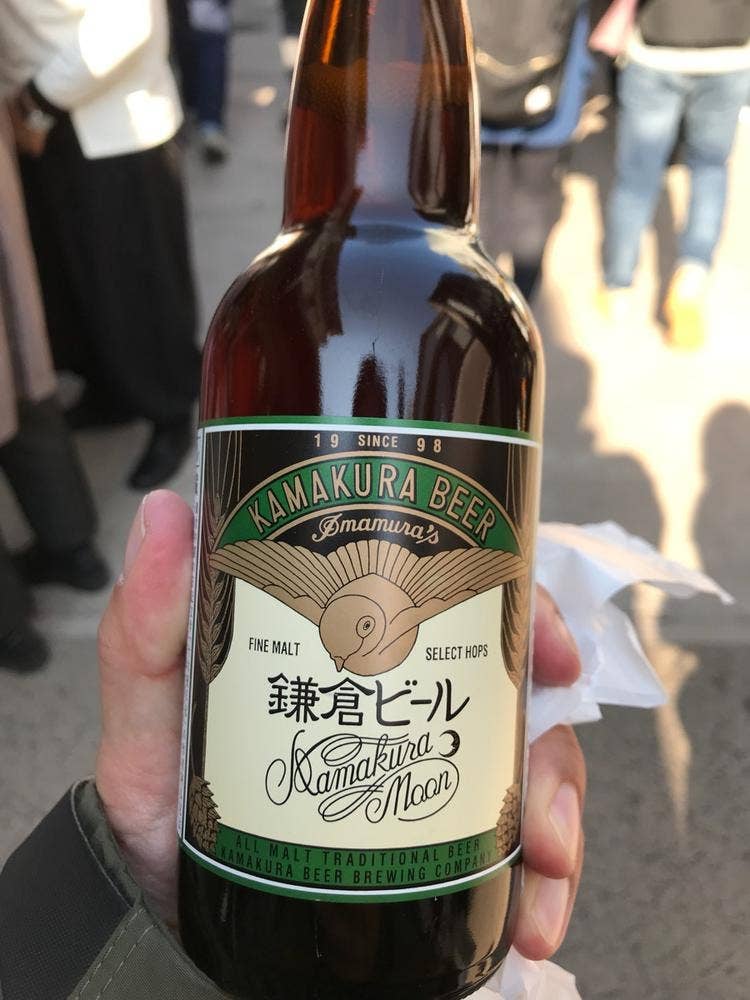 19 SINCE 98
KAMAKURA BEER
Imamura's
FINE MALT
SELECT HOPS
鎌倉ビール
Kamakura
Moon
ALL MALT TRADITIONAL BEER
KAMAKURA BEER BREWING COMPANY